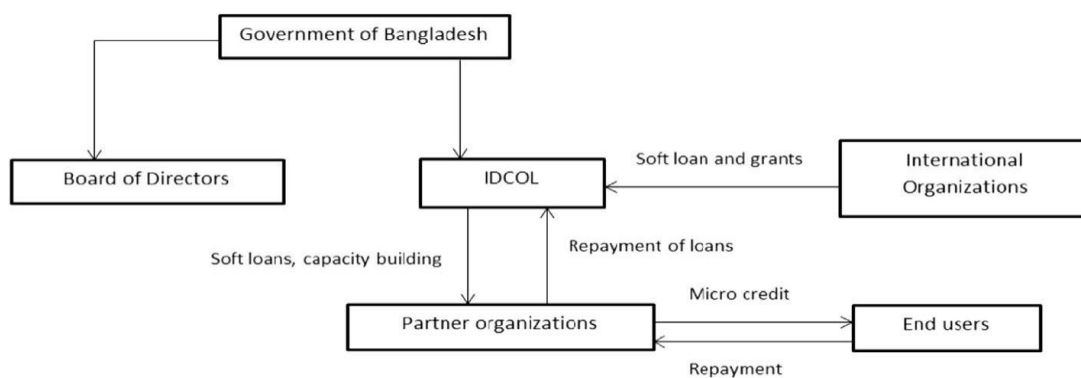 Government of Bangladesh
Board of Directors
IDCOL
Soft loan and grants
International
Organizations
Soft loans, capacity building
Repayment of loans
Partner organizations
Micro credit
End users
Repayment